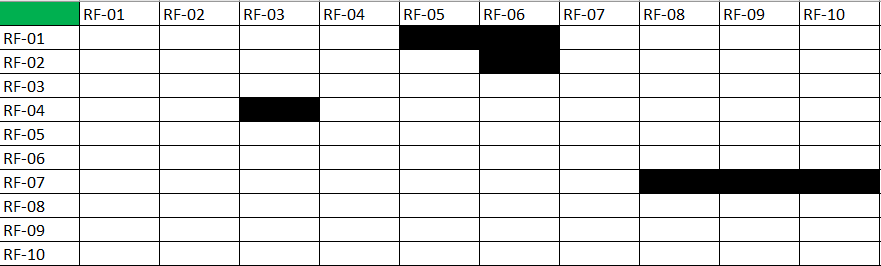 RF-01 RF-02 RF-03 RF-04 RF-05 RF-06 RF-07 RF-08 RF-09 RF-10
RF-01
RF-02
RF-03
RF-04
RF-05
RF-06
RF-07
RF-08
RF-09
RF-10